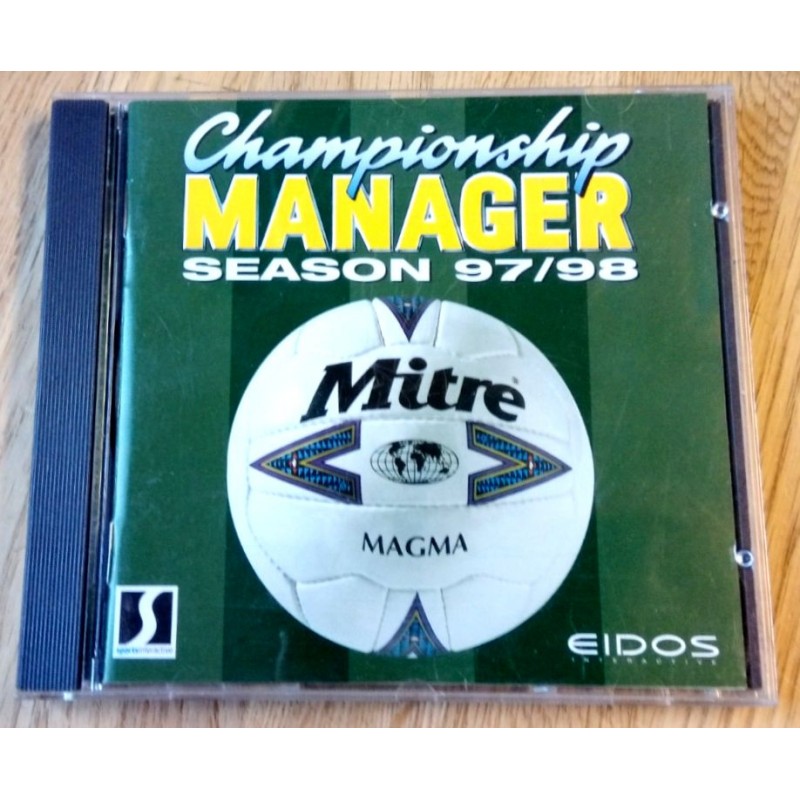 Championship
MANAGER
SEASON 97/98
Mitre
MAGMA
EIDOS
INTERACTIVE